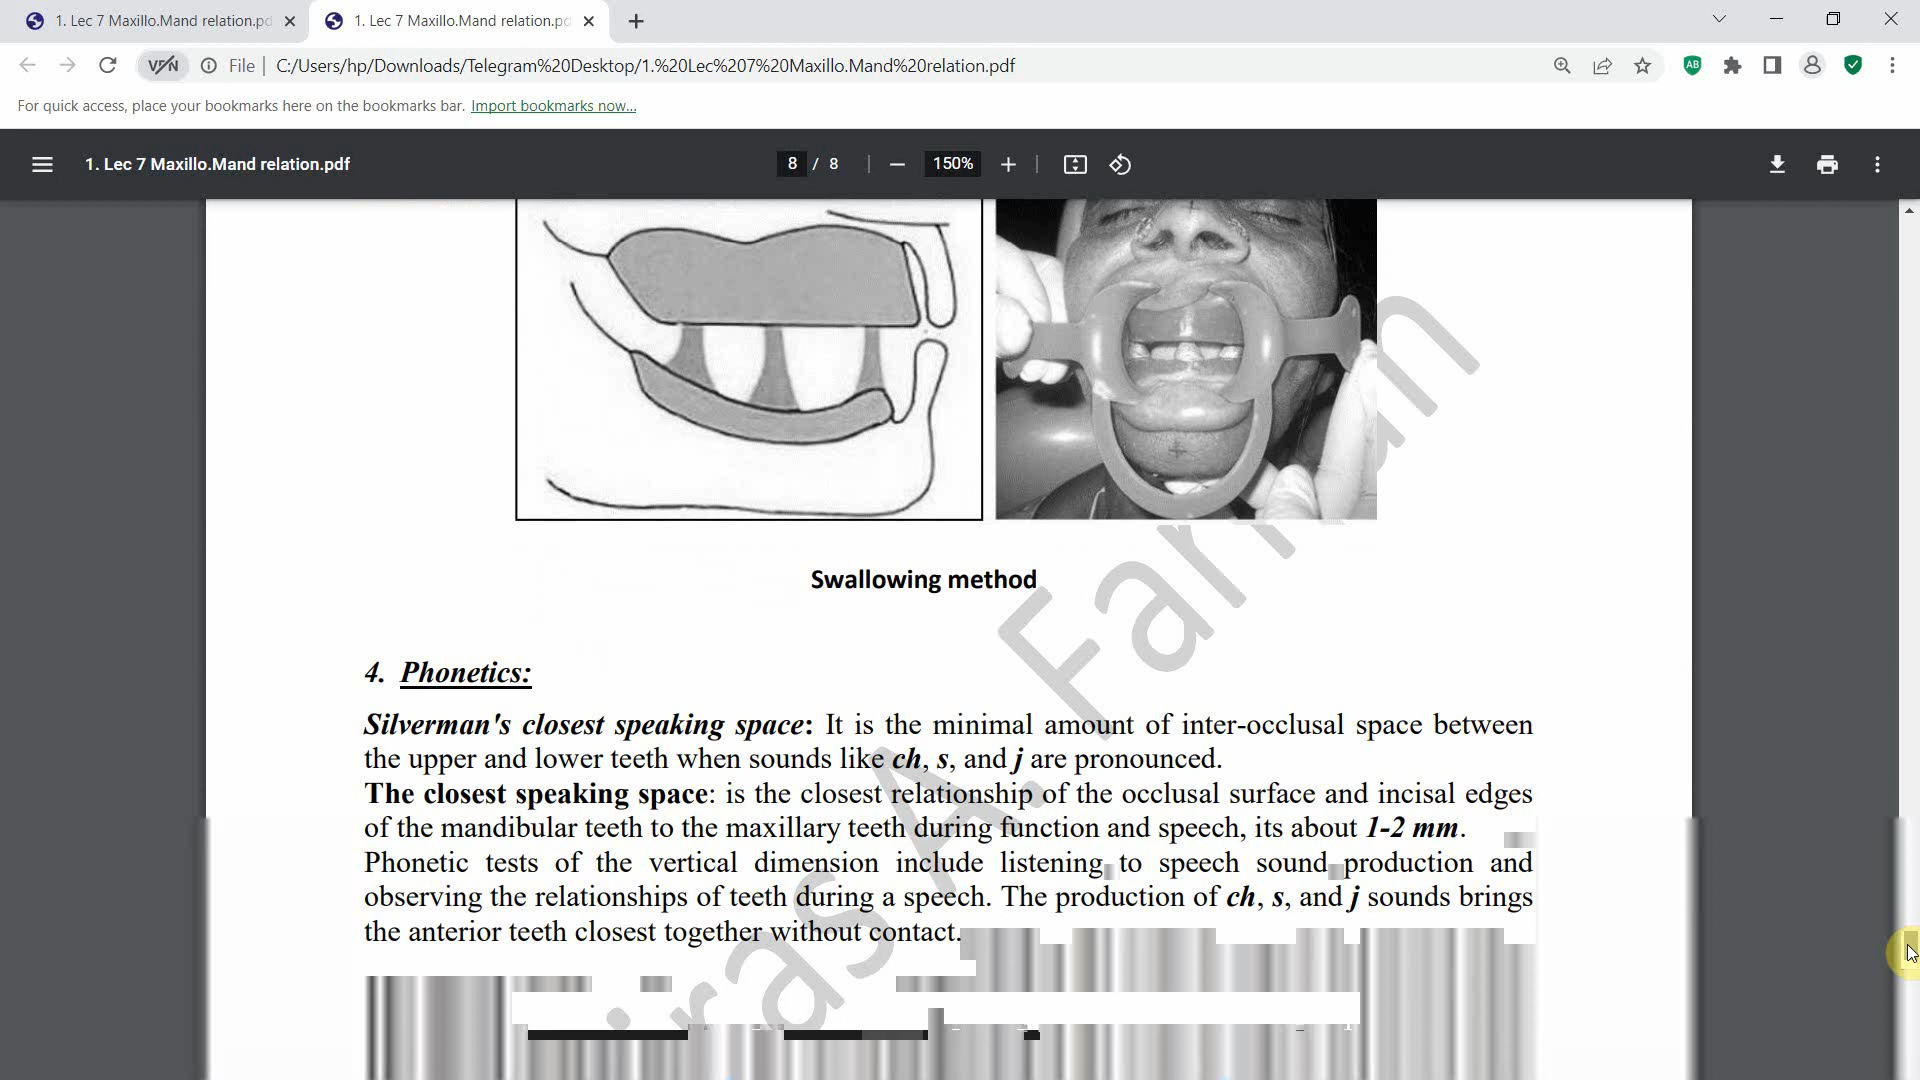 1. Lec 7 Maxillo.Mand relation.pd
1. Lec 7 Maxillo.Mand relation.pd
VPN
File
C:/Users/hp/Downloads/Telegram%20Desktop/1.%20Lec%207%20Maxillo.Mand%20relation.pdf
AB
For quick access, place your bookmarks here on the bookmarks bar. Import bookmarks now...
1. Lec 7 Maxillo.Mand relation.pdf
8 / 8
150%
Swallowing method
4. Phonetics:
Silverman's closest speaking space: It is the minimal amount of inter-occlusal space between
the upper and lower teeth when sounds like ch, s, and j are pronounced.
The closest speaking space: is the closest relationship of the occlusal surface and incisal edges
of the mandibular teeth to the maxillary teeth during function and speech, its about 1-2 mm.
Phonetic tests of the vertical dimension include listening to speech sound production and
observing the relationships of teeth during a speech. The production of ch, s, and j sounds brings
the anterior teeth closest together without contact.